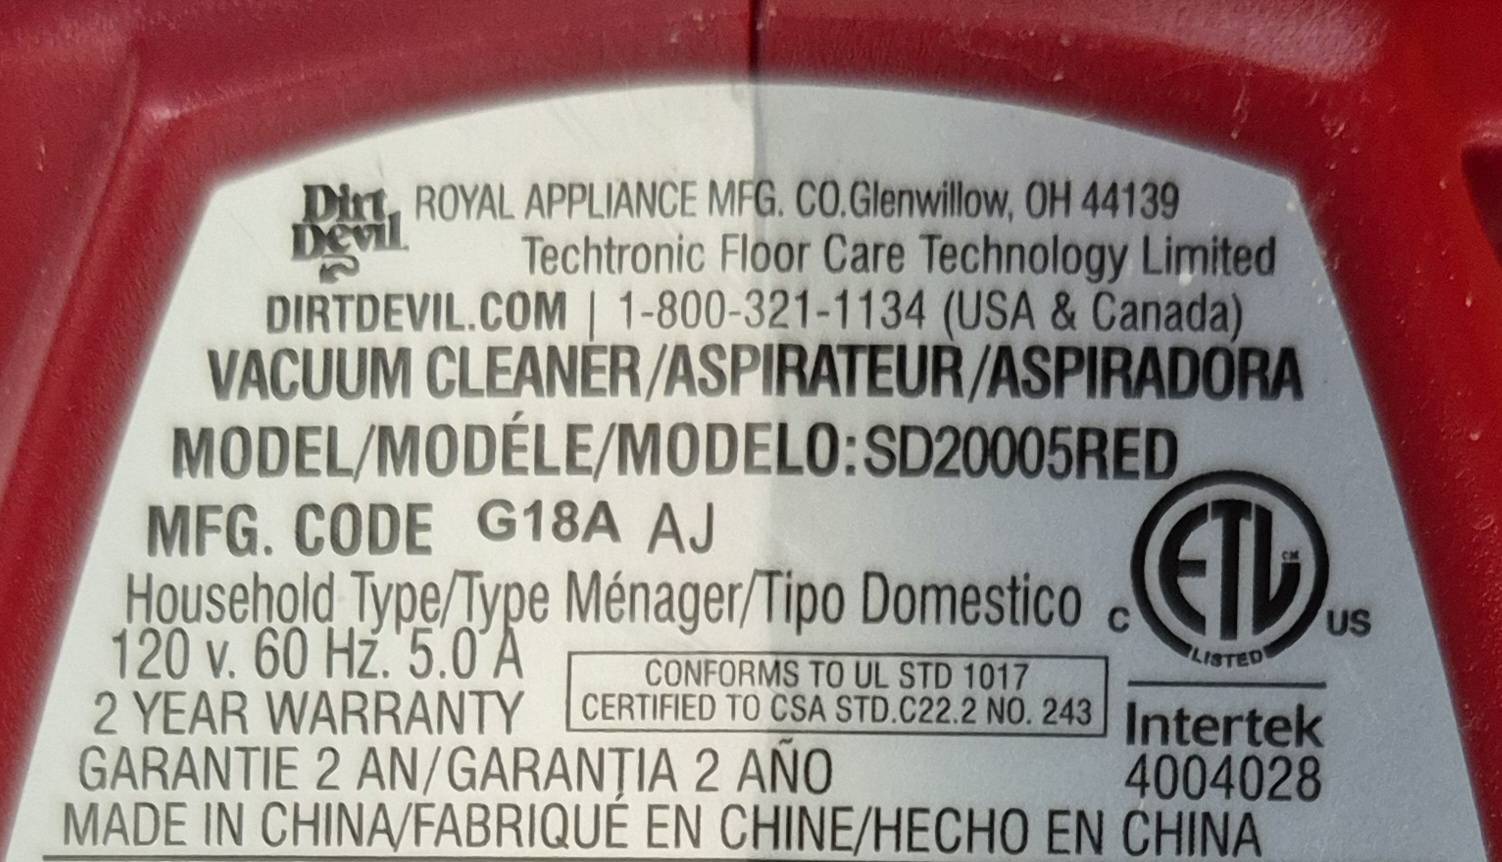 Dirt Devil ROYAL APPLIANCE MFG. CO.Glenwillow, OH 44139
Techtronic Floor Care Technology Limited
DIRTDEVIL.COM | 1-800-321-1134 (USA & Canada)
VACUUM CLEANER/ASPIRATEUR/ASPIRADORA
MODEL/MODÉLE/MODELO:SD20005RED
MFG. CODE G18A AJ
Household Type/Type Ménager/Tipo Domestico
120 v. 60 Hz. 5.0 A
2 YEAR WARRANTY
CONFORMS TO UL STD 1017
CERTIFIED TO CSA STD.C22.2 NO. 243
GARANTIE 2 AN/GARANTIA 2 AÑO
MADE IN CHINA/FABRIQUÉ EN CHINE/HECHO EN CHINA
C ETL CM US
LISTED
Intertek
4004028